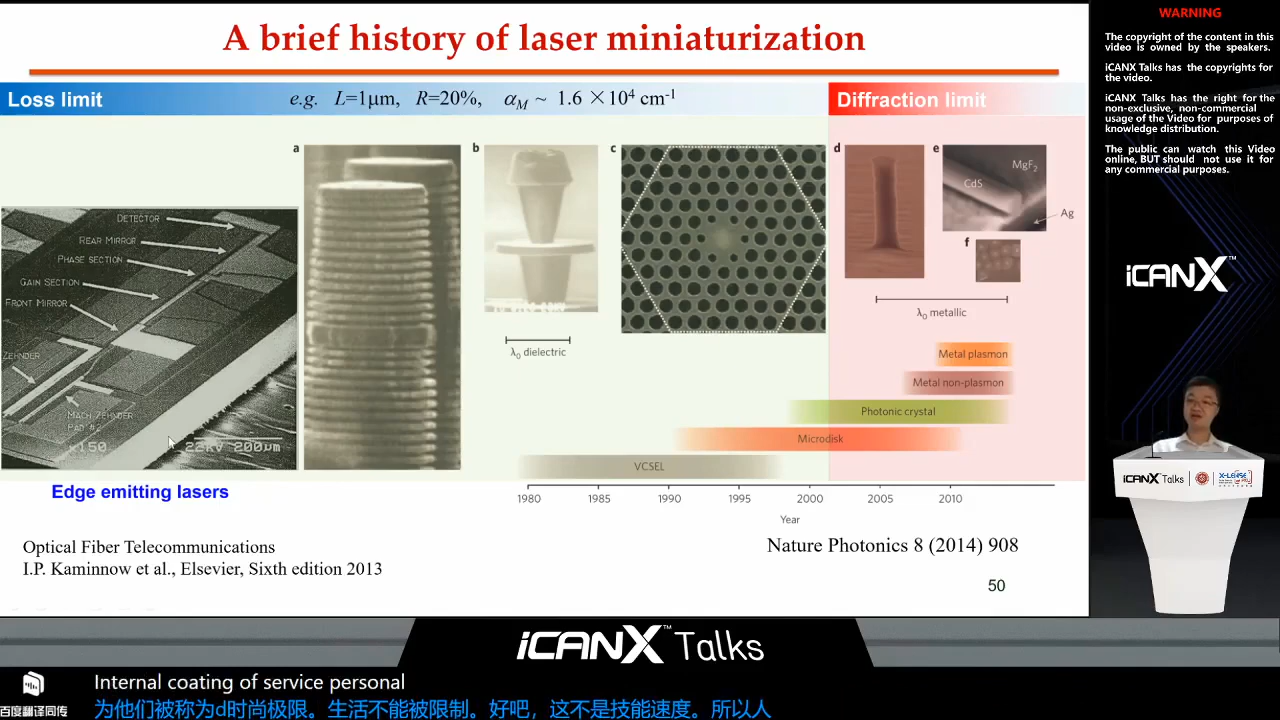 A brief history of laser miniaturization
Loss limit
e.g. L=1μm, R=20%, αM ~ 1.6 ×10⁴ cm⁻¹
Diffraction limit
a
b
c
d
e
f
DETECTOR
REAR MIRROR
PHASE SECTION
GAIN SECTION
FRONT MIRROR
ZEHNDER
MACH ZEHNDER
PAD #2
x150
22KV 200μm
MgF₂
CdS
Ag
λ₀ dielectric
λ₀ metallic
Metal plasmon
Metal non-plasmon
Photonic crystal
Microdisk
VCSEL
1980 1985 1990 1995 2000 2005 2010
Year
Edge emitting lasers
Optical Fiber Telecommunications
I.P. Kaminnow et al., Elsevier, Sixth edition 2013
Nature Photonics 8 (2014) 908
50
WARNING
The copyright of the content in this
video is owned by the speakers.
iCANX Talks has the copyrights for
the video.
iCANX Talks has the right for the
non-exclusive, non-commercial
usage of the Video for purposes of
knowledge distribution.
The public can watch this Video
online, BUT should not use it for
any commercial purposes.
iCANX™
iCANX Talks
iCANX™ Talks
Internal coating of service personal
为他们被称为d时尚极限。生活不能被限制。好吧，这不是技能速度。所以人
百度翻译同传